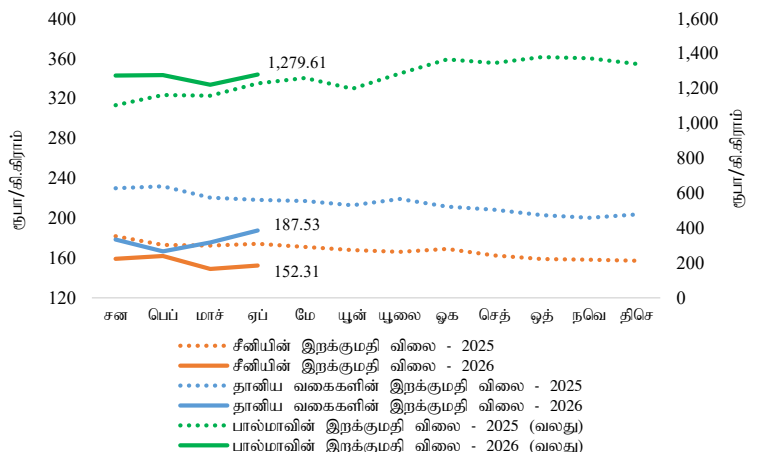 400
360
320
280
240
200
160
120
ரூபா/கி.கிராம்
1,600
1,400
1,200
1,000
800
600
400
200
0
ரூபா/கி.கிராம்
1,279.61
187.53
152.31
சன பெப் மாச் ஏப் மே யூன் யூலை ஓக செத் ஒத் நவெ திசெ
சீனியின் இறக்குமதி விலை - 2025
சீனியின் இறக்குமதி விலை - 2026
தானிய வகைகளின் இறக்குமதி விலை - 2025
தானிய வகைகளின் இறக்குமதி விலை - 2026
பால்மாவின் இறக்குமதி விலை - 2025 (வலது)
பால்மாவின் இறக்குமதி விலை - 2026 (வலது)